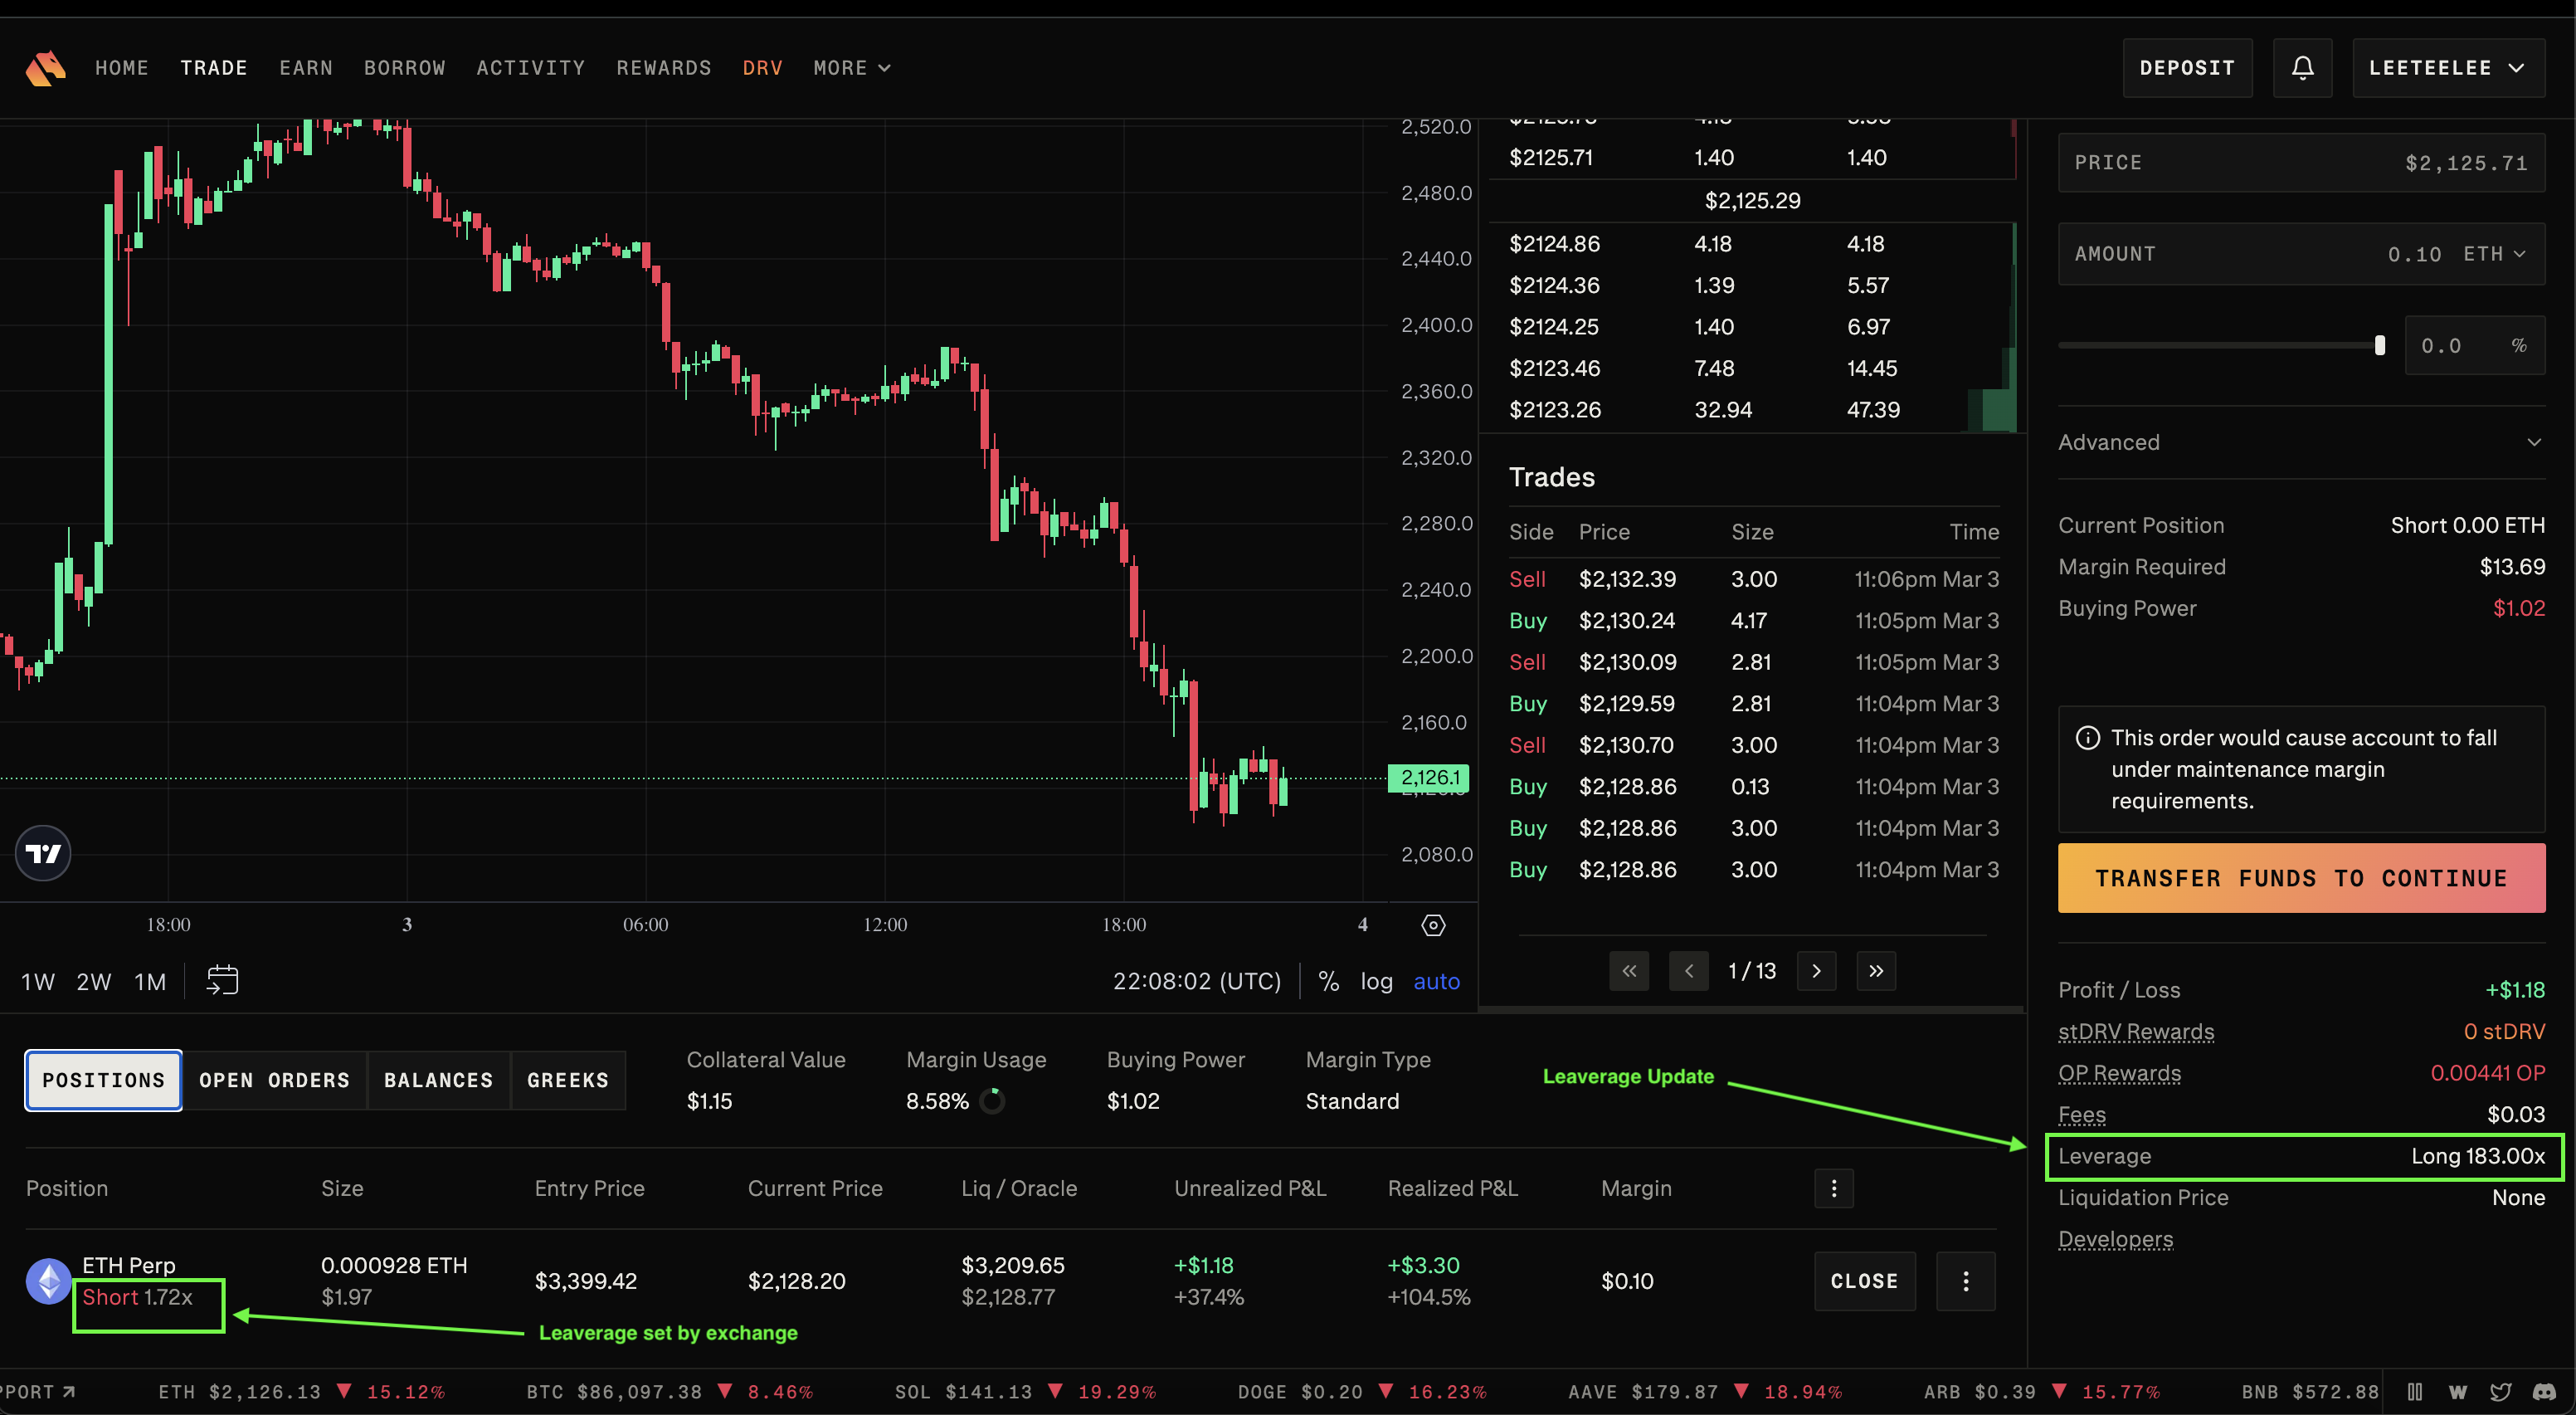 HOME TRADE EARN BORROW ACTIVITY REWARDS DRV MORE
DEPOSIT LEETEELEE
2,520.0
2,480.0
2,440.0
2,400.0
2,360.0
2,320.0
2,280.0
2,240.0
2,200.0
2,160.0
2,126.1
2,080.0
18:00 3 06:00 12:00 18:00 4
1W 2W 1M
22:08:02 (UTC) % log auto
$2125.71 1.40 1.40
$2,125.29
$2124.86 4.18 4.18
$2124.36 1.39 5.57
$2124.25 1.40 6.97
$2123.46 7.48 14.45
$2123.26 32.94 47.39
Trades
Side Price Size Time
Sell $2,132.39 3.00 11:06pm Mar 3
Buy $2,130.24 4.17 11:05pm Mar 3
Sell $2,130.09 2.81 11:05pm Mar 3
Buy $2,129.59 2.81 11:04pm Mar 3
Sell $2,130.70 3.00 11:04pm Mar 3
Buy $2,128.86 0.13 11:04pm Mar 3
Buy $2,128.86 3.00 11:04pm Mar 3
Buy $2,128.86 3.00 11:04pm Mar 3
1 / 13
PRICE $2,125.71
AMOUNT 0.10 ETH
0.0 %
Advanced
Current Position Short 0.00 ETH
Margin Required $13.69
Buying Power $1.02
This order would cause account to fall
under maintenance margin
requirements.
TRANSFER FUNDS TO CONTINUE
Profit / Loss +$1.18
stDRV Rewards 0 stDRV
OP Rewards 0.00441 OP
Fees $0.03
Leverage Long 183.00x
Liquidation Price None
Developers
POSITIONS OPEN ORDERS BALANCES GREEKS
Collateral Value Margin Usage Buying Power Margin Type
$1.15 8.58% $1.02 Standard
Leaverage Update
Position Size Entry Price Current Price Liq / Oracle Unrealized P&L Realized P&L Margin
ETH Perp 0.000928 ETH $3,399.42 $2,128.20 $3,209.65 +$1.18 +$3.30 $0.10 CLOSE
Short 1.72x $1.97 $2,128.77 +37.4% +104.5%
Leaverage set by exchange
PPORT ETH $2,126.13 15.12% BTC $86,097.38 8.46% SOL $141.13 19.29% DOGE $0.20 16.23% AAVE $179.87 18.94% ARB $0.39 15.77% BNB $572.88